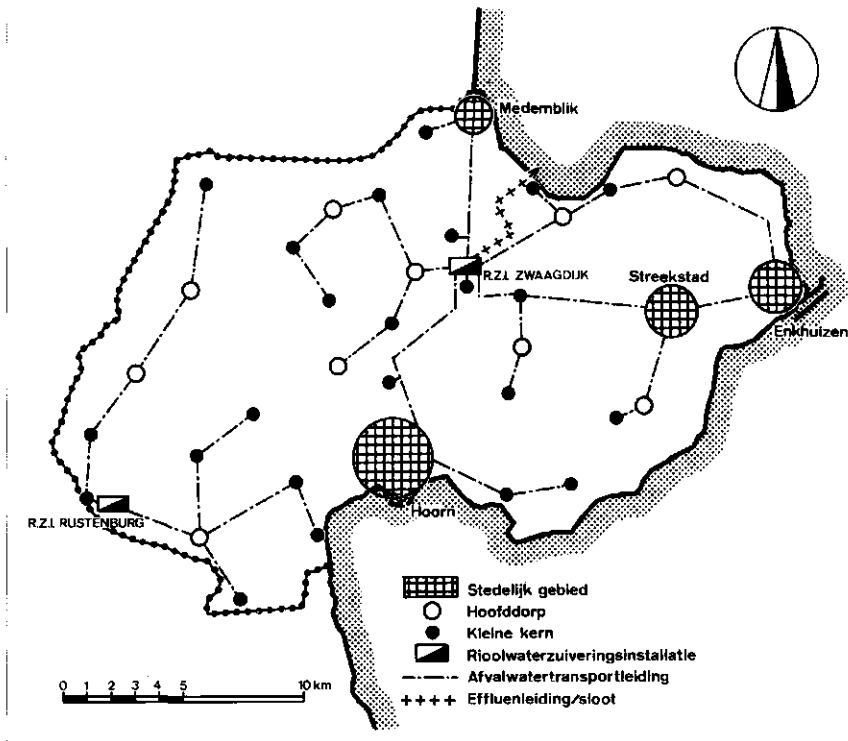 Medemblik
R.Z.I. ZWAAGDIJK
Streekstad
Enkhuizen
Hoorn
R.Z.I. RUSTENBURG
Stedelijk gebied
Hoofddorp
Kleine kern
Rioolwaterzuiveringsinstallatie
Afvalwatertransportleiding
Effluenleiding/sloot
0 1 2 3 4 5 10 km